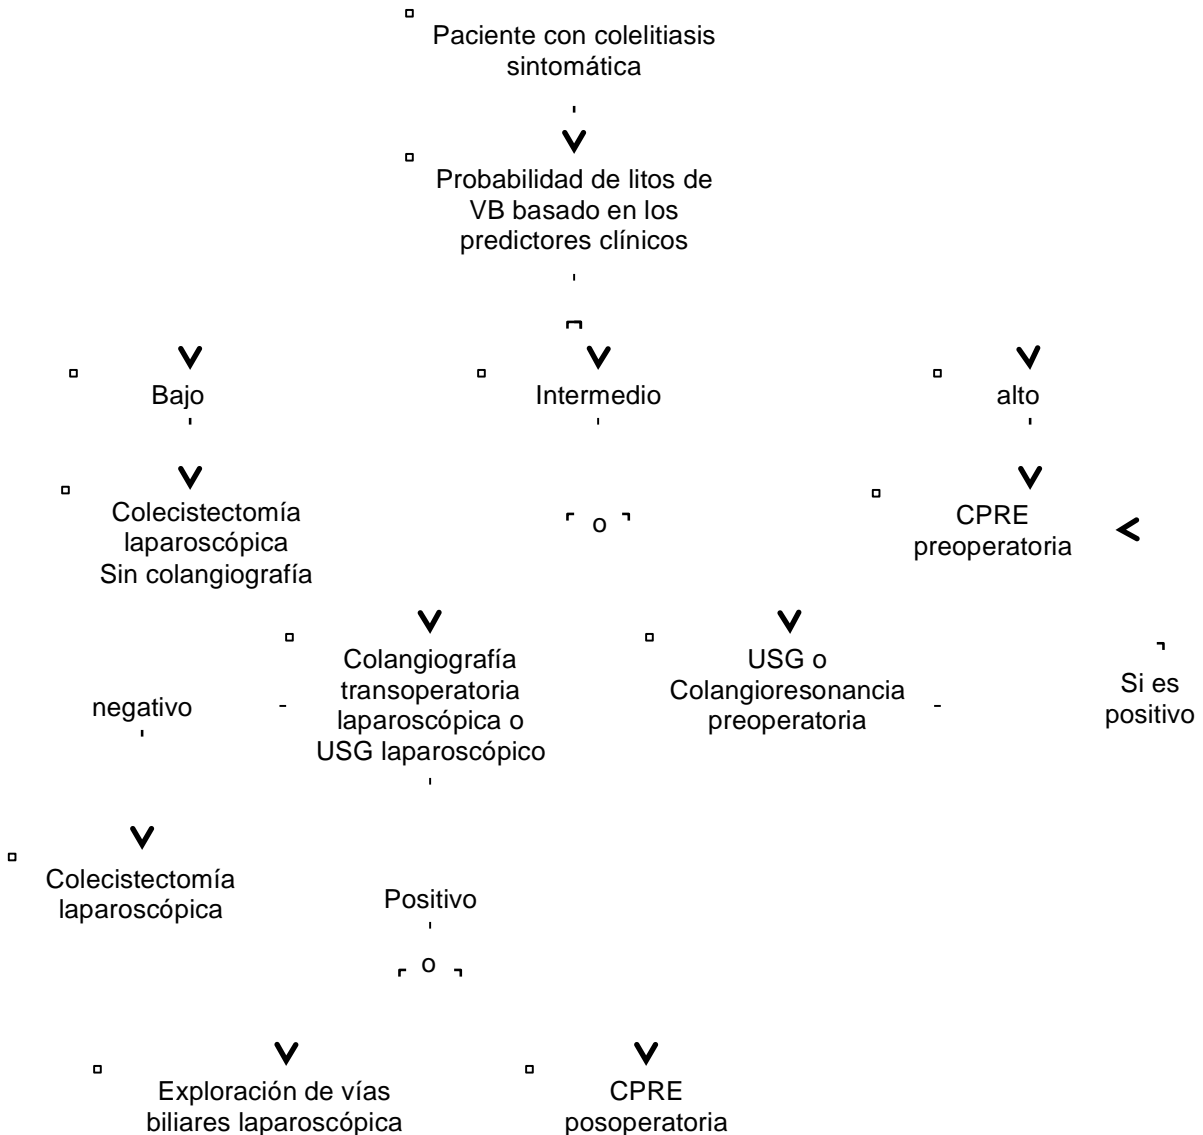 Paciente con colelitiasis
sintomática
Probabilidad de litos de
VB basado en los
predictores clínicos
Bajo
Intermedio
alto
Colecistectomía
laparoscópica
Sin colangiografía
o
CPRE
preoperatoria
negativo
Colangiografía
transoperatoria
laparoscópica o
USG laparoscópico
USG o
Colangioresonancia
preoperatoria
Si es
positivo
Colecistectomía
laparoscópica
Positivo
o
Exploración de vías
biliares laparoscópica
CPRE
posoperatoria